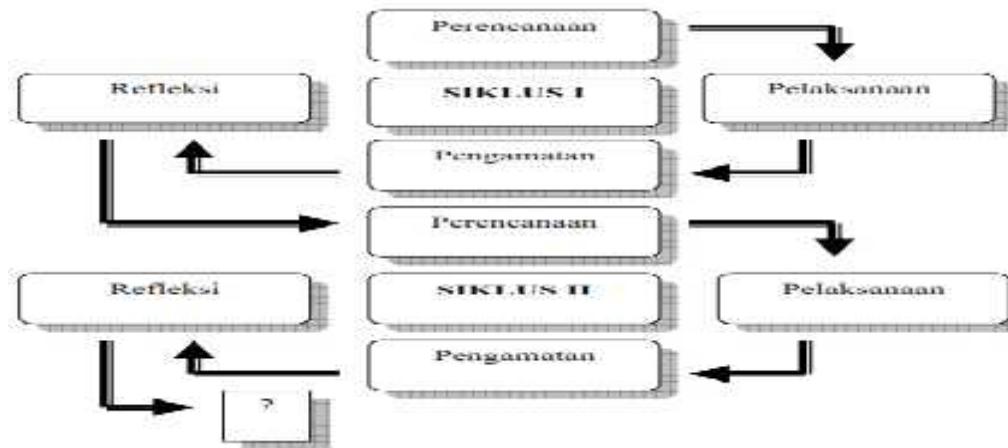 Perencanaan
Refleksi
SIKLUS I
Pelaksanaan
Pengamatan
Perencanaan
Refleksi
SIKLUS II
Pelaksanaan
Pengamatan
?